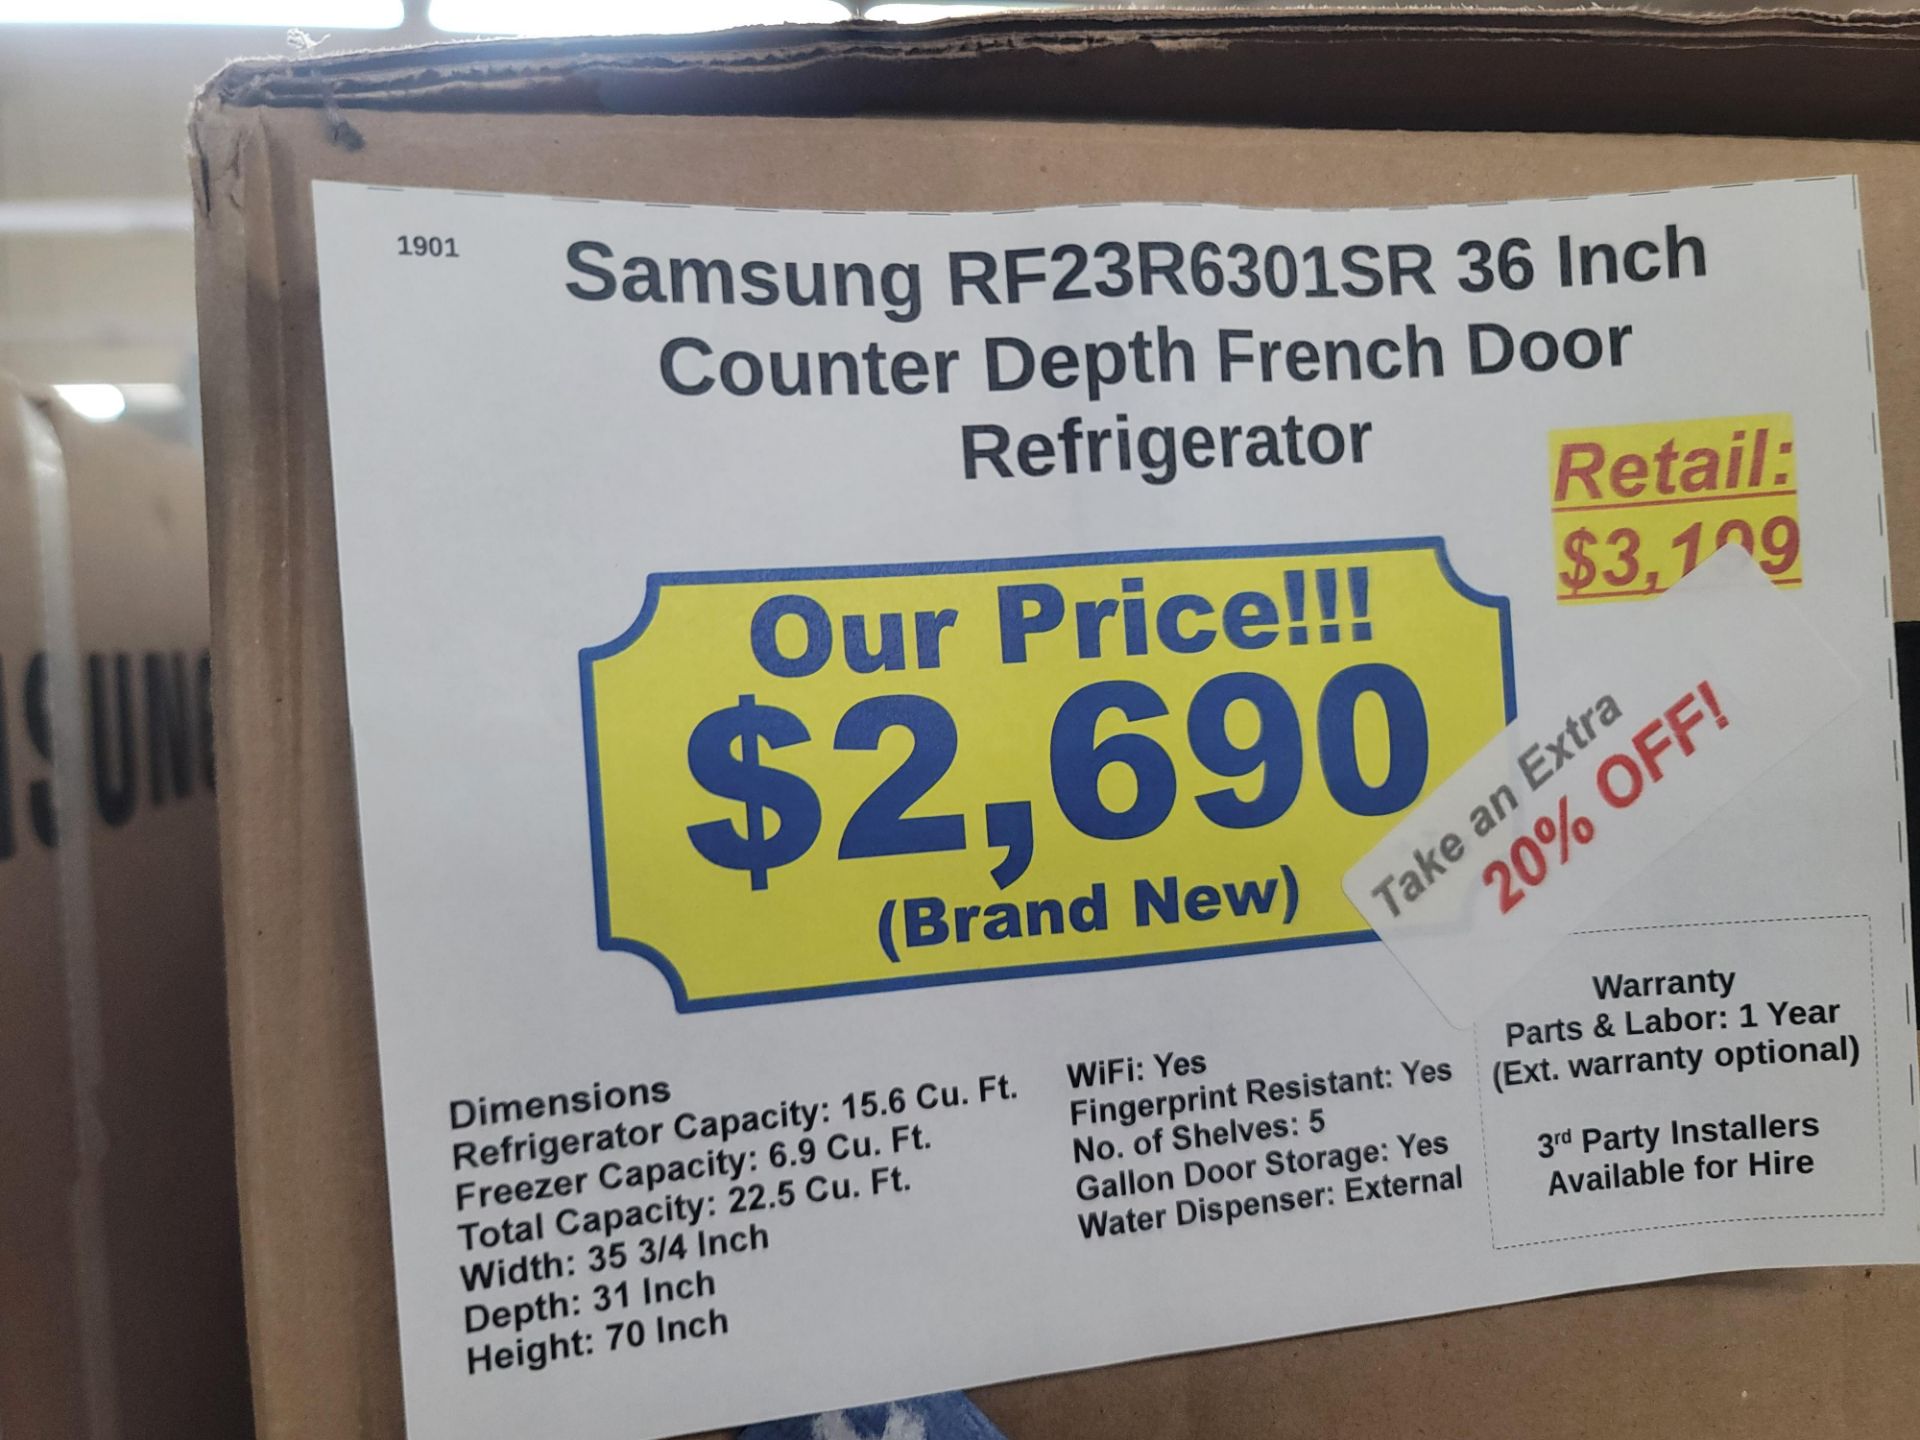 1901
Samsung RF23R6301SR 36 Inch
Counter Depth French Door
Refrigerator
Retail:
Our Price!!!
$2,690
(Brand New)
Take an Extra
20% OFF!
Dimensions
Refrigerator Capacity: 15.6 Cu. Ft.
Freezer Capacity: 6.9 Cu. Ft.
Total Capacity: 22.5 Cu. Ft.
Width: 35 3/4 Inch
Depth: 31 Inch
Height: 70 Inch
WiFi: Yes
Fingerprint Resistant: Yes
No. of Shelves: 5
Gallon Door Storage: Yes
Water Dispenser: External
Warranty
Parts & Labor: 1 Year
(Ext. warranty optional)
3rd Party Installers
Available for Hire